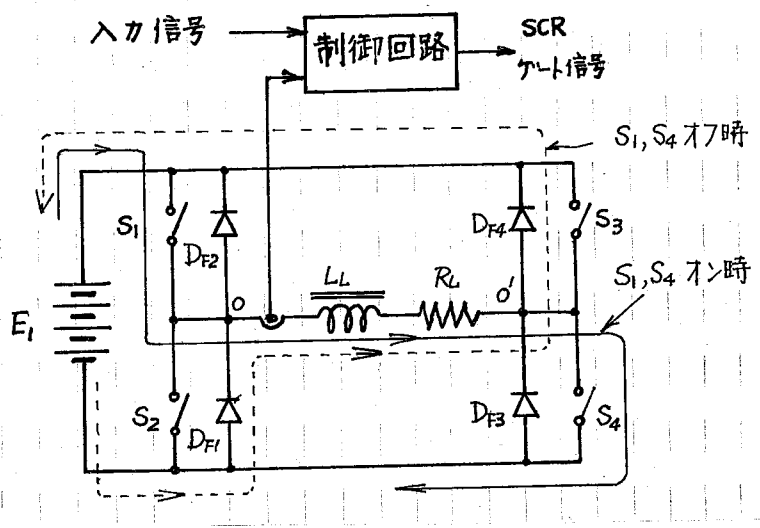 入力信号
制御回路
SCR
ゲート信号
S1, S4 オフ時
S1
DF2
DF4
S3
LL
RL
S1, S4 オン時
O
O'
E1
S2
DF1
DF3
S4